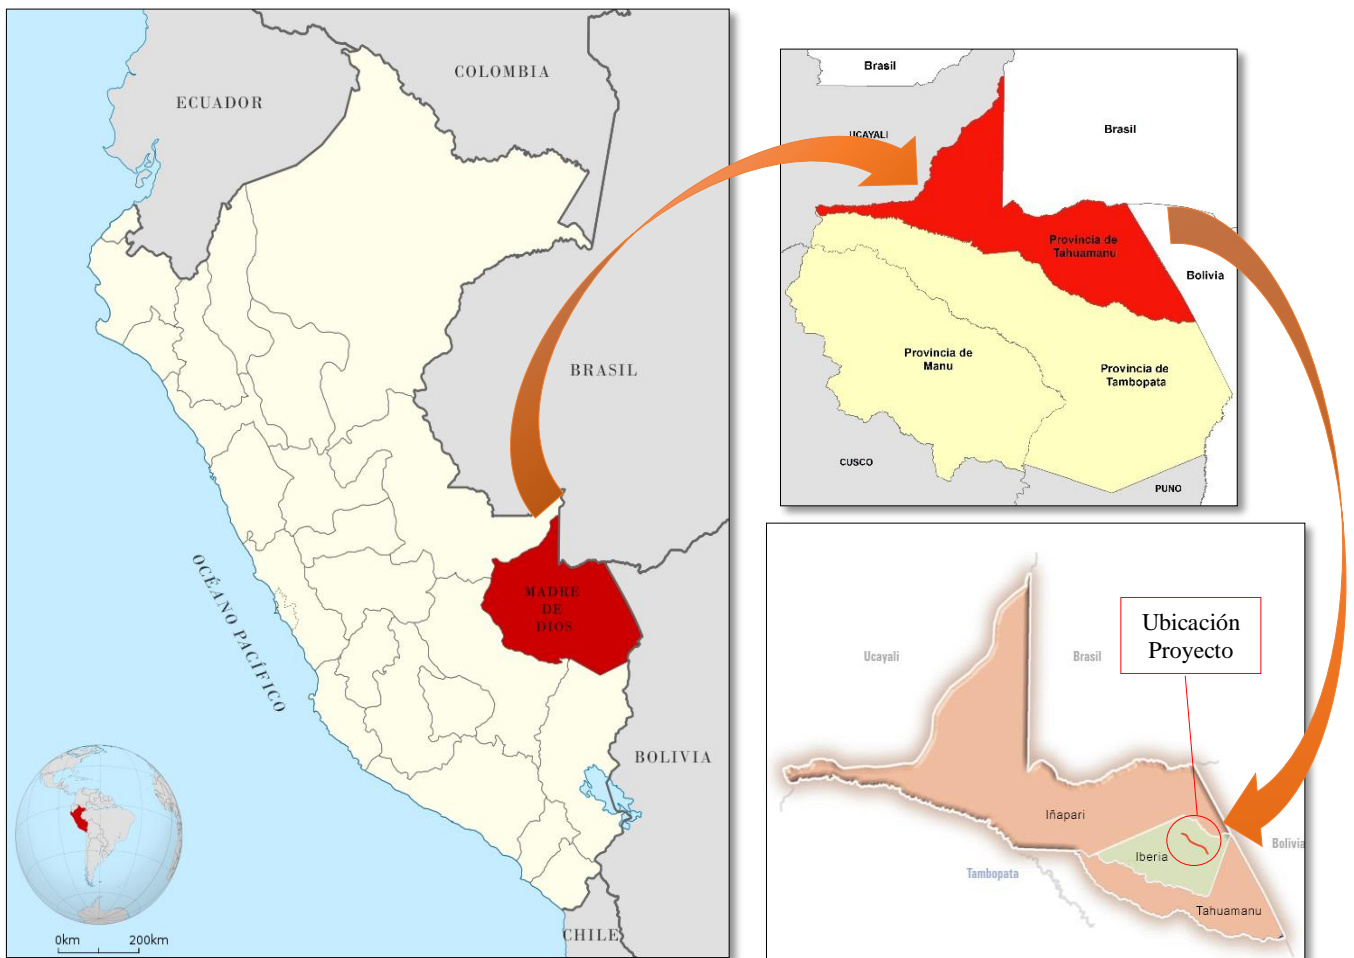 COLOMBIA
ECUADOR
BRASIL
MADRE
DE
DIOS
OCÉANO PACÍFICO
BOLIVIA
CHILE
0km 200km
Brasil
UCAYALI
Brasil
Provincia de
Tahuamanu
Bolivia
Provincia de
Manu
Provincia de
Tambopata
CUSCO
PUNO
Ubicación
Proyecto
Ucayali
Brasil
Iñapari
Iberia
Bolivia
Tambopata
Tahuamanu